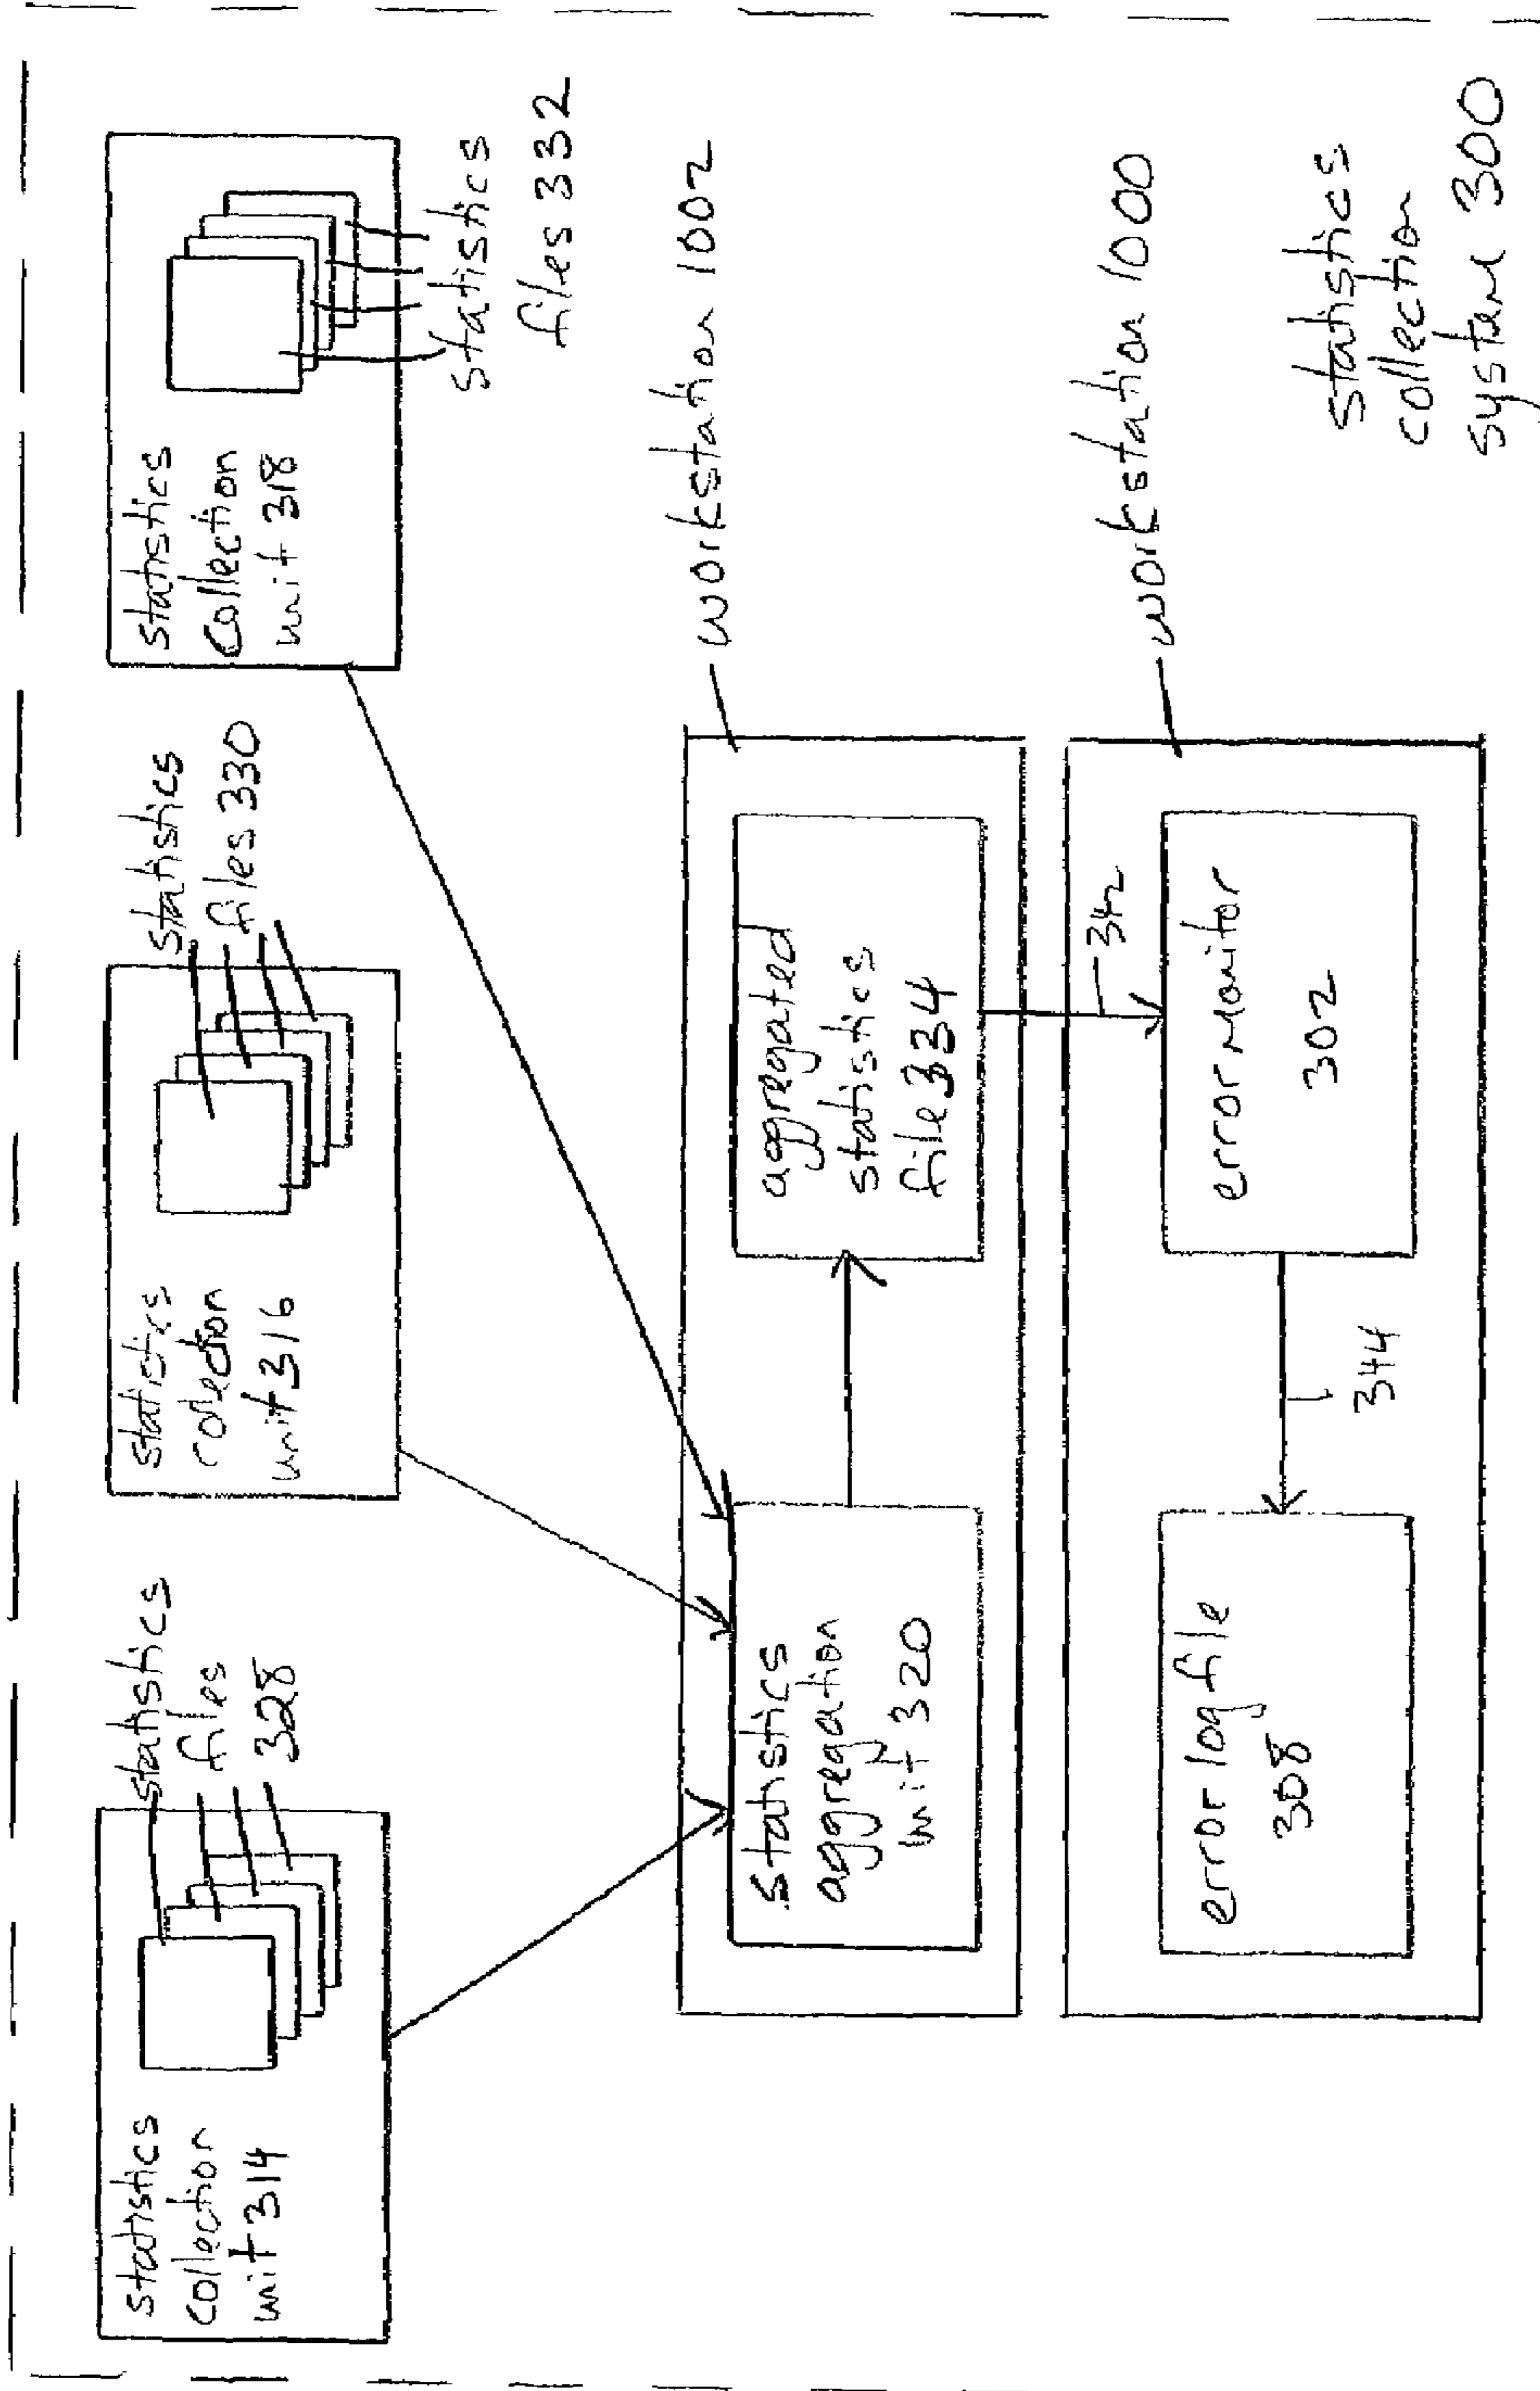 statistics
collection
unit 314
statistics
files
328
statistics
collection
unit 316
statistics
files 330
statistics
collection
unit 318
statistics
files 332
statistics
aggregation
unit 320
aggregated
statistics
file 334
workstation 1002
342
error log file
308
344
error monitor
302
workstation 1000
statistics
collection
system 300